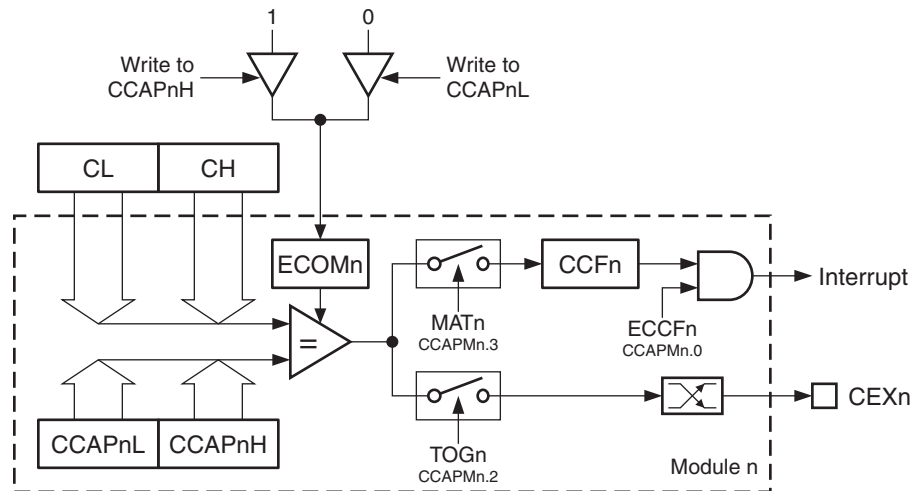 1
0
Write to
CCAPnH
Write to
CCAPnL
CL
CH
ECOMn
=
MATn
CCAPMn.3
CCFn
ECCFn
CCAPMn.0
Interrupt
CCAPnL
CCAPnH
TOGn
CCAPMn.2
CEXn
Module n